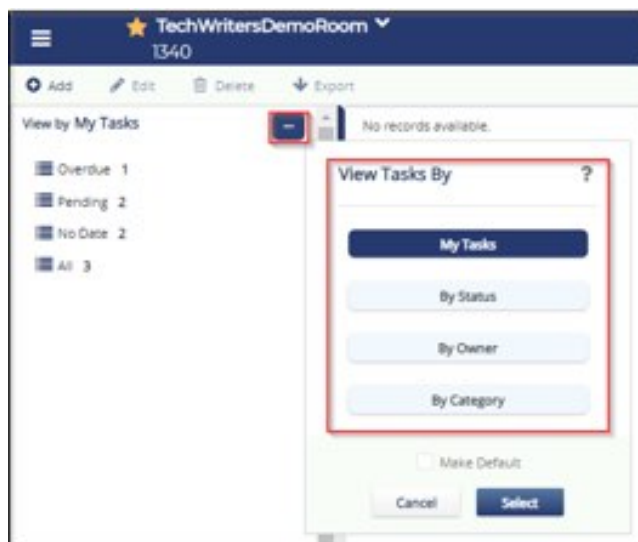 TechWritersDemoRoom
1340
Add Edit Delete Export
View by My Tasks
No records available.
Overdue 1
Pending 2
No Date 2
All 3
View Tasks By ?
My Tasks
By Status
By Owner
By Category
Make Default
Cancel Select